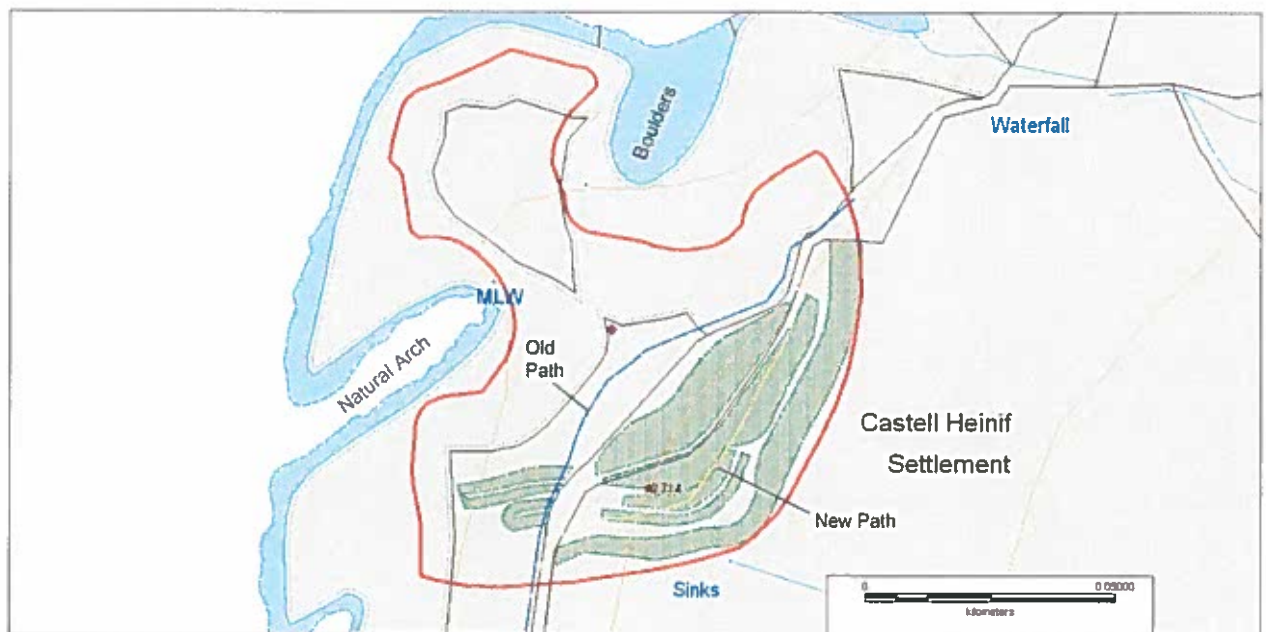 Boulders
Waterfall
MLW
Natural Arch
Old
Path
Castell Heinif
Settlement
New Path
Sinks
0
kilometers